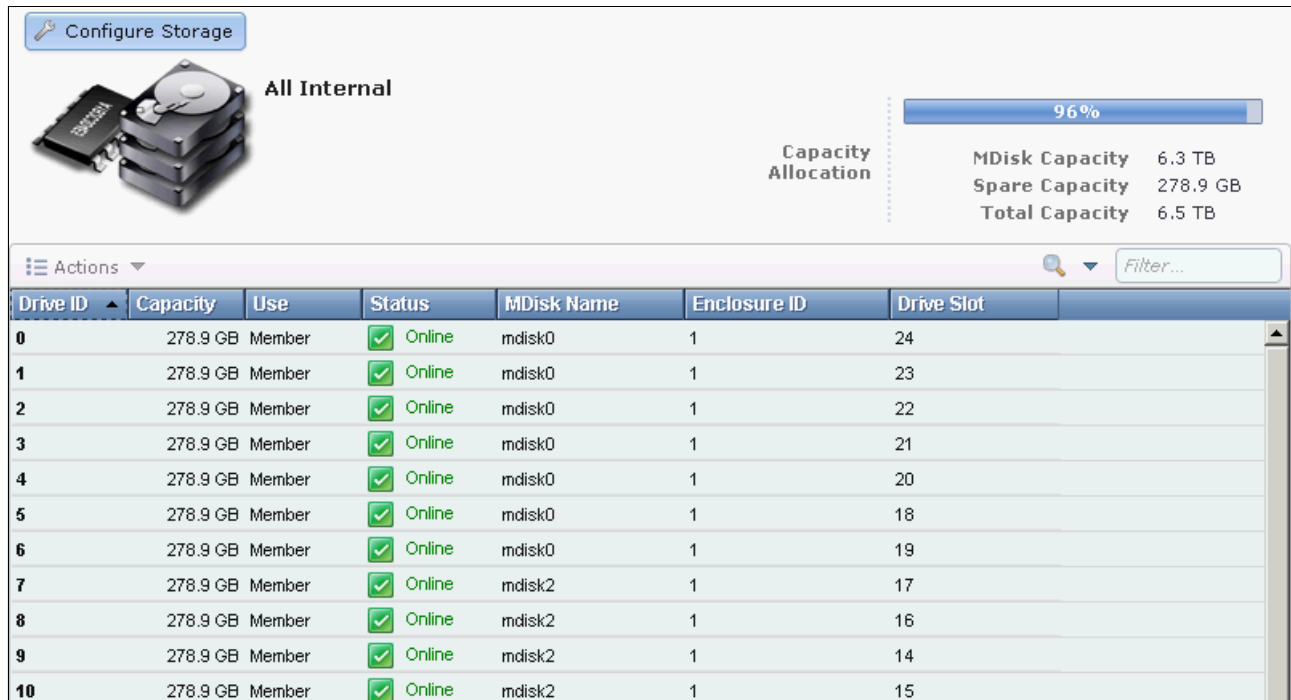 Configure Storage
All Internal
96%
Capacity Allocation
MDisk Capacity 6.3 TB
Spare Capacity 278.9 GB
Total Capacity 6.5 TB
Actions Filter...
Drive ID Capacity Use Status MDisk Name Enclosure ID Drive Slot
0 278.9 GB Member Online mdisk0 1 24
1 278.9 GB Member Online mdisk0 1 23
2 278.9 GB Member Online mdisk0 1 22
3 278.9 GB Member Online mdisk0 1 21
4 278.9 GB Member Online mdisk0 1 20
5 278.9 GB Member Online mdisk0 1 18
6 278.9 GB Member Online mdisk0 1 19
7 278.9 GB Member Online mdisk2 1 17
8 278.9 GB Member Online mdisk2 1 16
9 278.9 GB Member Online mdisk2 1 14
10 278.9 GB Member Online mdisk2 1 15